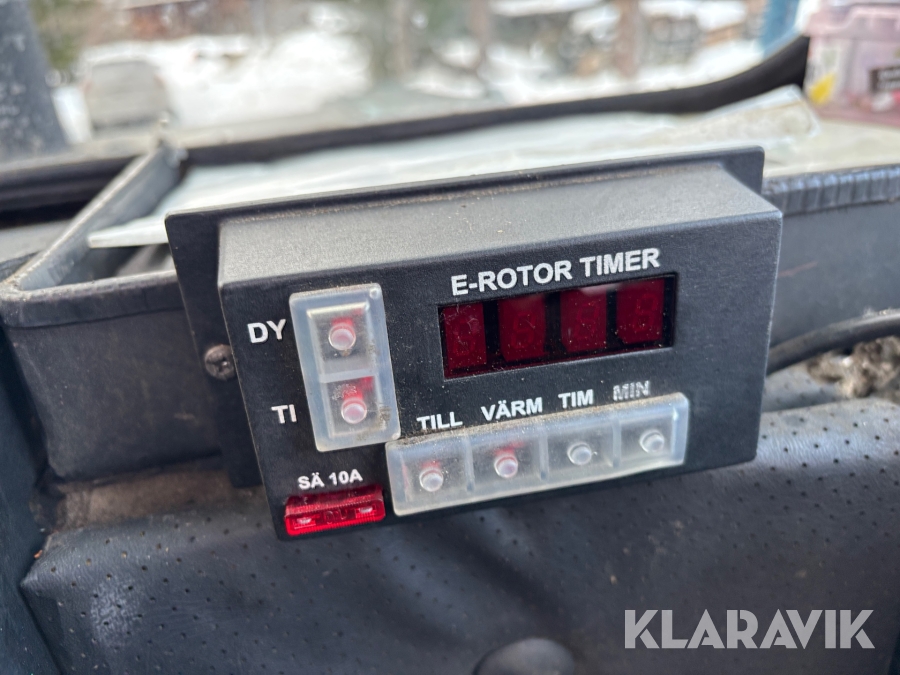 E-ROTOR TIMER
DY
TI
TILL VÄRM TIM MIN
SÄ 10A
KLARAVIK